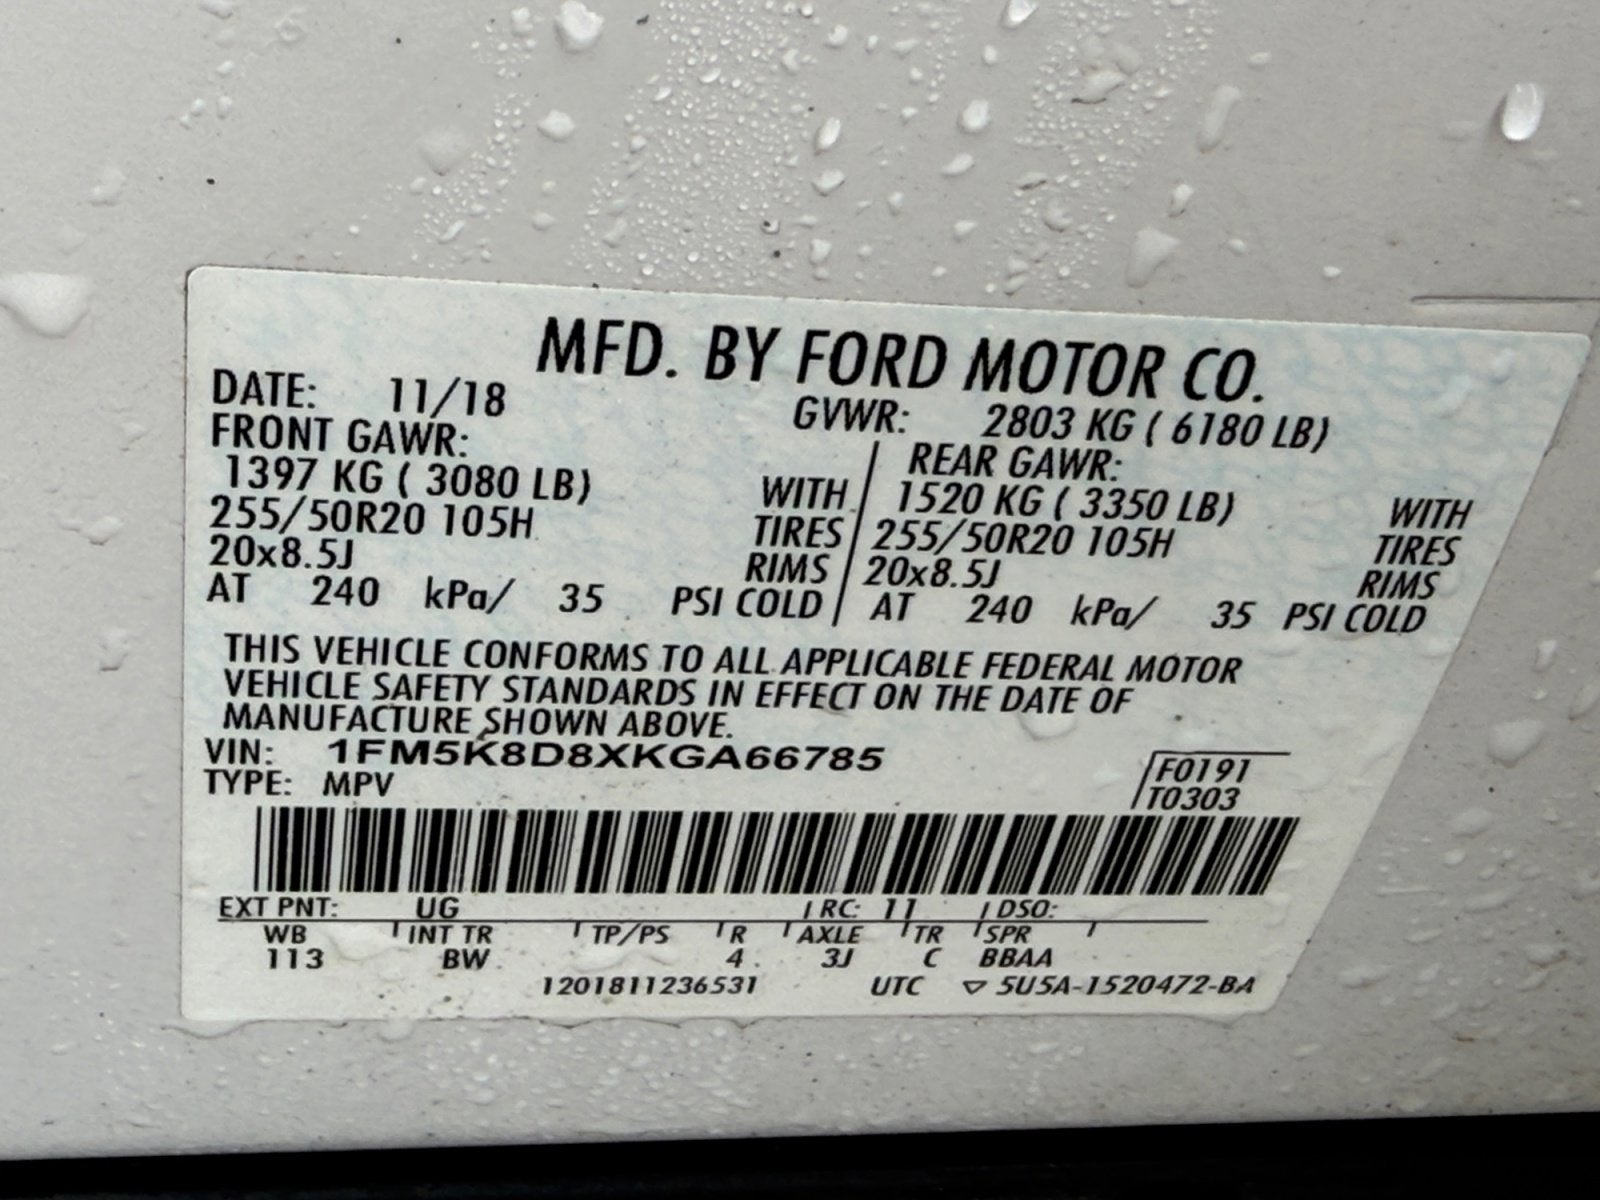 MFD. BY FORD MOTOR CO.
DATE: 11/18 GVWR: 2803 KG ( 6180 LB)
FRONT GAWR: REAR GAWR:
1397 KG ( 3080 LB) WITH 1520 KG ( 3350 LB) WITH
255/50R20 105H TIRES 255/50R20 105H TIRES
20x8.5J RIMS 20x8.5J RIMS
AT 240 kPa/ 35 PSI COLD AT 240 kPa/ 35 PSI COLD
THIS VEHICLE CONFORMS TO ALL APPLICABLE FEDERAL MOTOR
VEHICLE SAFETY STANDARDS IN EFFECT ON THE DATE OF
MANUFACTURE SHOWN ABOVE.
VIN: 1FM5K8D8XKGA66785 F0191
TYPE: MPV T0303
EXT PNT: UG RC: 11 DSO:
WB INT TR TP/PS R AXLE TR SPR
113 BW 4 3J C BBAA
1201811236531 UTC ▽ 5U5A-1520472-BA